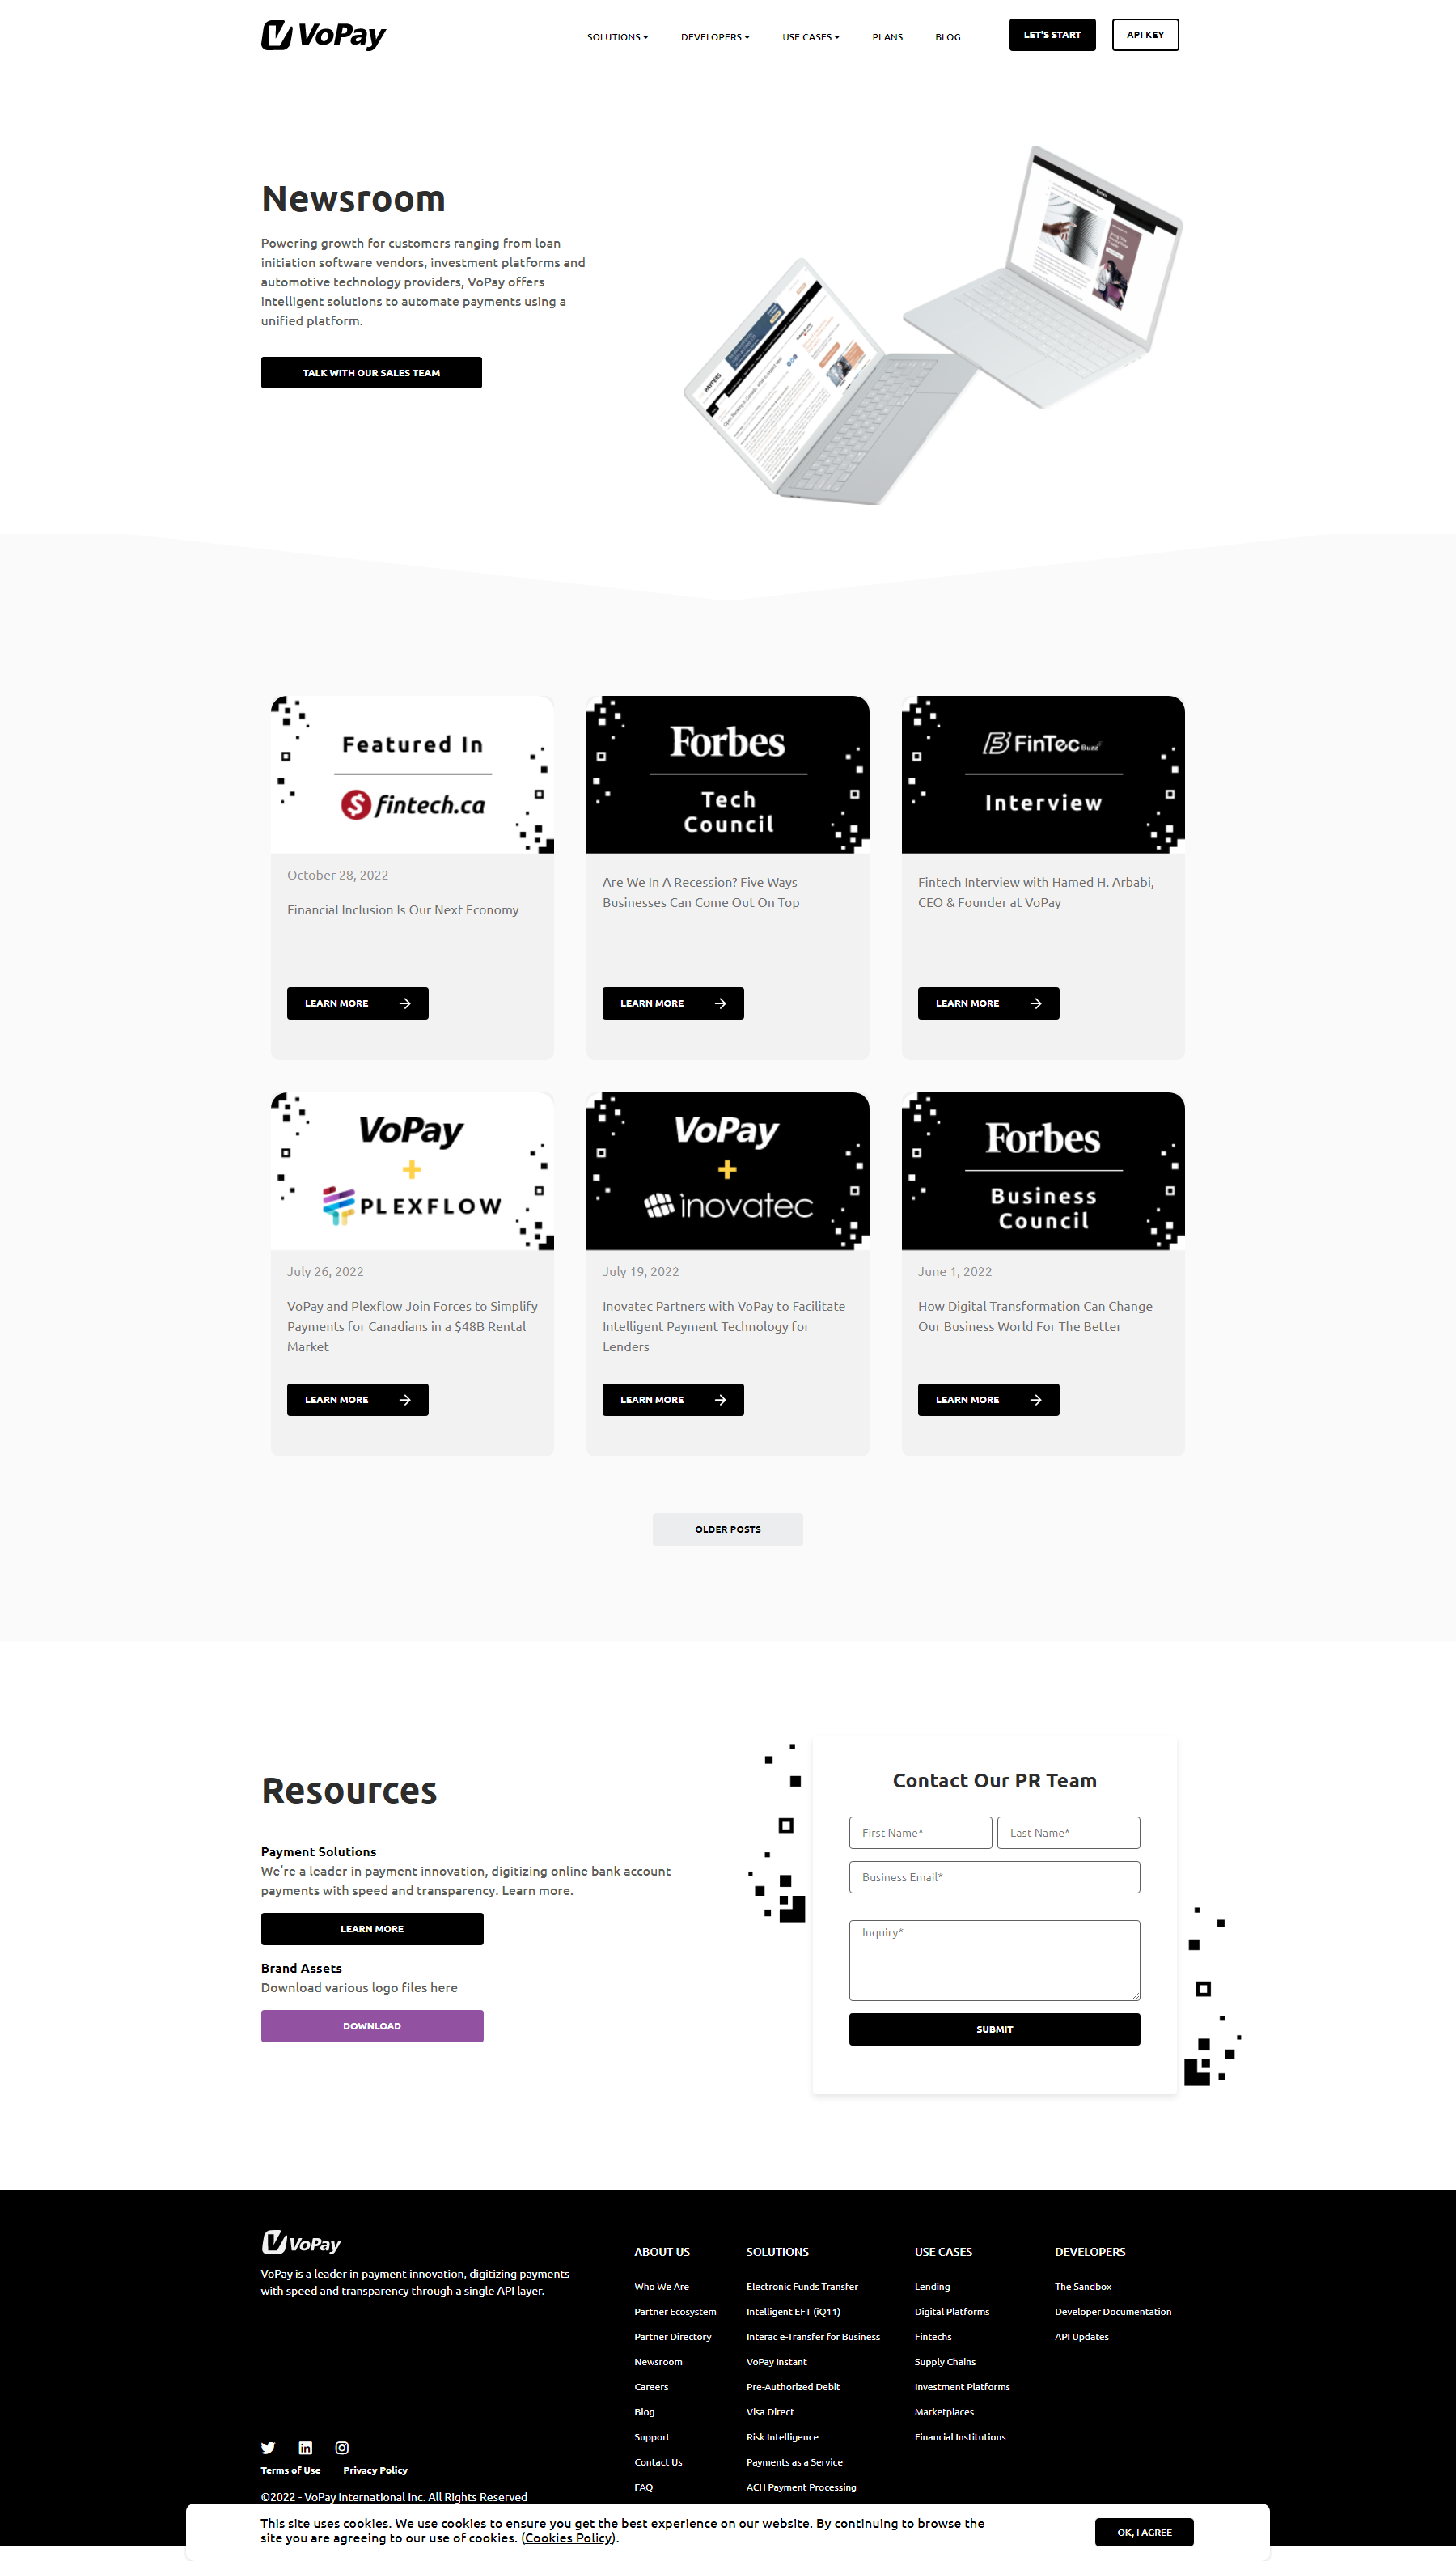 VoPay
SOLUTIONS
DEVELOPERS
USE CASES
PLANS
BLOG
LET'S START
API KEY
Newsroom
Powering growth for customers ranging from loan
initiation software vendors, investment platforms and
automotive technology providers, VoPay offers
intelligent solutions to automate payments using a
unified platform.
TALK WITH OUR SALES TEAM
Featured In
fintech.ca
October 28, 2022
Financial Inclusion Is Our Next Economy
LEARN MORE
Forbes
Tech
Council
Are We In A Recession? Five Ways
Businesses Can Come Out On Top
LEARN MORE
FinTec Buzz
Interview
Fintech Interview with Hamed H. Arbabi,
CEO & Founder at VoPay
LEARN MORE
VoPay
+
PLEXFLOW
July 26, 2022
VoPay and Plexflow Join Forces to Simplify
Payments for Canadians in a $48B Rental
Market
LEARN MORE
VoPay
+
inovatec
July 19, 2022
Inovatec Partners with VoPay to Facilitate
Intelligent Payment Technology for
Lenders
LEARN MORE
Forbes
Business
Council
June 1, 2022
How Digital Transformation Can Change
Our Business World For The Better
LEARN MORE
OLDER POSTS
Resources
Payment Solutions
We're a leader in payment innovation, digitizing online bank account
payments with speed and transparency. Learn more.
LEARN MORE
Brand Assets
Download various logo files here
DOWNLOAD
Contact Our PR Team
First Name*
Last Name*
Business Email*
Inquiry*
SUBMIT
VoPay
VoPay is a leader in payment innovation, digitizing payments
with speed and transparency through a single API layer.
Terms of Use
Privacy Policy
©2022 - VoPay International Inc. All Rights Reserved
ABOUT US
Who We Are
Partner Ecosystem
Partner Directory
Newsroom
Careers
Blog
Support
Contact Us
FAQ
SOLUTIONS
Electronic Funds Transfer
Intelligent EFT (iQ11)
Interac e-Transfer for Business
VoPay Instant
Pre-Authorized Debit
Visa Direct
Risk Intelligence
Payments as a Service
ACH Payment Processing
USE CASES
Lending
Digital Platforms
Fintechs
Supply Chains
Investment Platforms
Marketplaces
Financial Institutions
DEVELOPERS
The Sandbox
Developer Documentation
API Updates
This site uses cookies. We use cookies to ensure you get the best experience on our website. By continuing to browse the
site you are agreeing to our use of cookies. (Cookies Policy).
OK, I AGREE